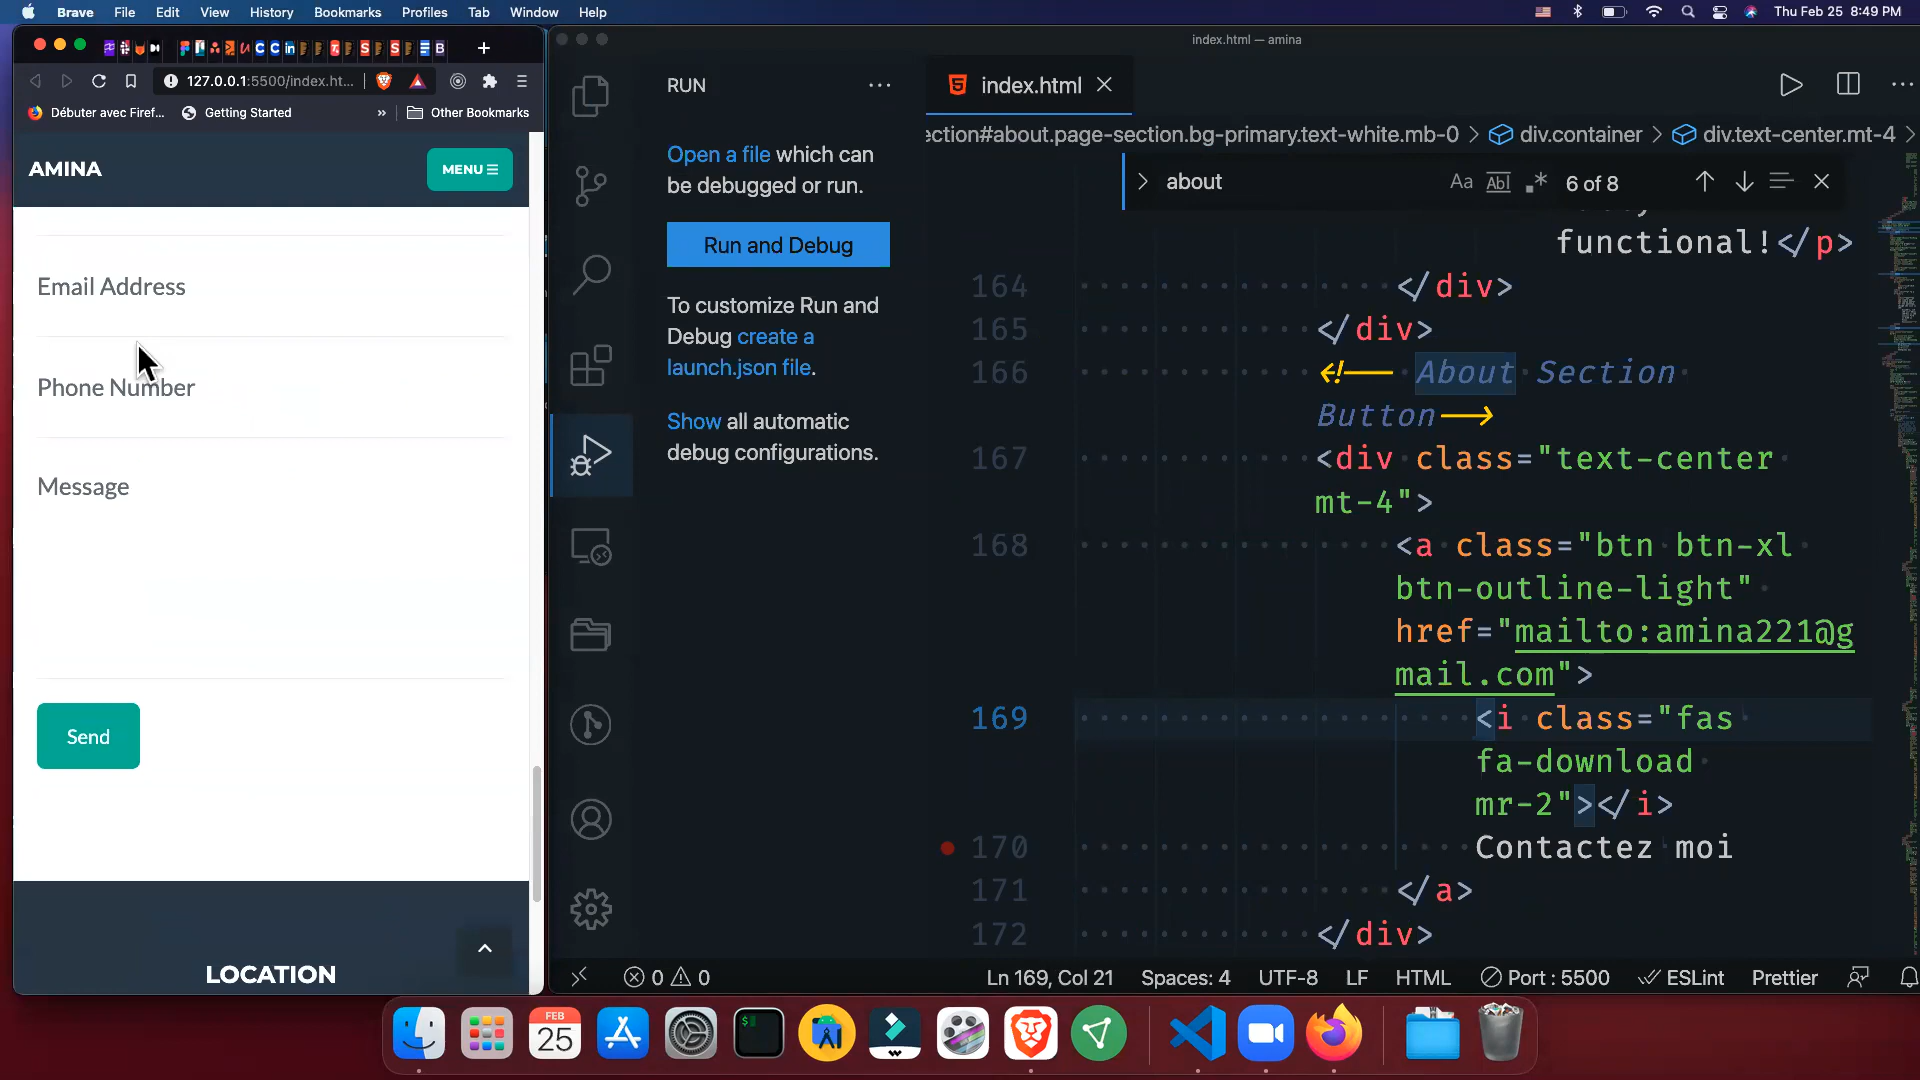 Brave File Edit View History Bookmarks Profiles Tab Window Help
Thu Feb 25 8:49 PM
127.0.0.1:5500/index.ht...
Débuter avec Firef...
Getting Started
»
Other Bookmarks
AMINA
MENU
Email Address
Phone Number
Message
Send
LOCATION
index.html — amina
RUN
Open a file which can
be debugged or run.
Run and Debug
To customize Run and
Debug create a
launch.json file.
Show all automatic
debug configurations.
index.html
ection#about.page-section.bg-primary.text-white.mb-0 > div.container > div.text-center.mt-4 >
about
Aa Abl .* 6 of 8
functional!</p>
164 </div>
165 </div>
166 <!-- About Section
Button-->
167 <div class="text-center
mt-4">
168 <a class="btn btn-xl
btn-outline-light"
href="mailto:amina221@g
mail.com">
169 <i class="fas
fa-download
mr-2"></i>
170 Contactez moi
171 </a>
172 </div>
0 0
Ln 169, Col 21
Spaces: 4
UTF-8
LF
HTML
Port : 5500
ESLint
Prettier
FEB
25